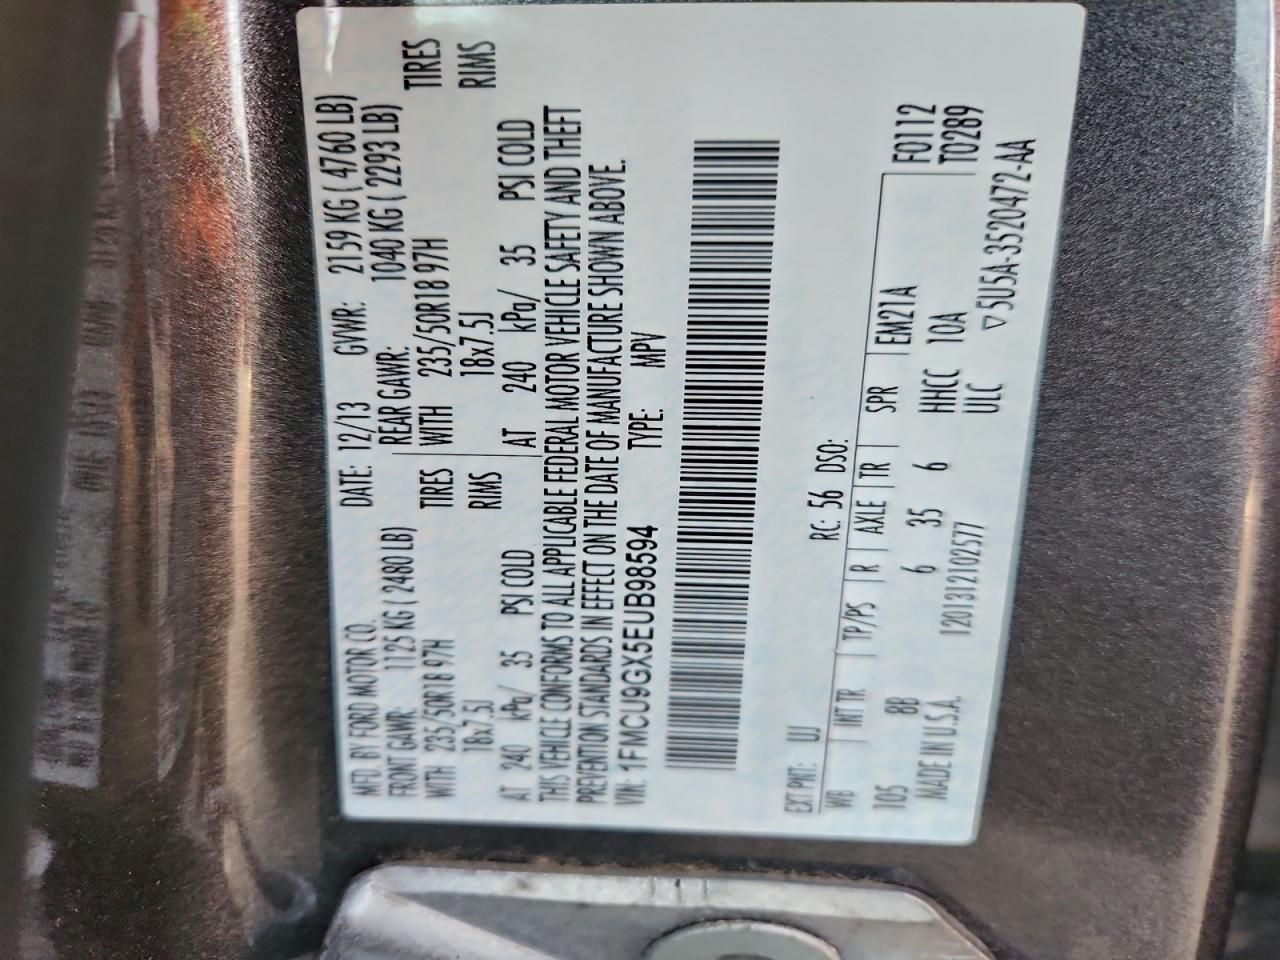 MFD. BY FORD MOTOR CO.
DATE: 12/13 GVWR: 2159 KG ( 4760 LB)
FRONT GAWR: 1125 KG ( 2480 LB)
REAR GAWR: 1040 KG ( 2293 LB)
WITH 235/50R18 97H TIRES
WITH 235/50R18 97H TIRES
18x7.5J RIMS
18x7.5J RIMS
AT 240 kPa/ 35 PSI COLD
AT 240 kPa/ 35 PSI COLD
THIS VEHICLE CONFORMS TO ALL APPLICABLE FEDERAL MOTOR VEHICLE SAFETY AND THEFT
PREVENTION STANDARDS IN EFFECT ON THE DATE OF MANUFACTURE SHOWN ABOVE.
VIN: 1FMCU9GX5EUB98594 TYPE: MPV
EXT PNT: UJ RC: 56 DSO:
WB INT TR TP/PS R AXLE TR SPR EM21A F0112
105 8B 6 35 6 HHCC 10A T0289
ULC
MADE IN U.S.A. 1201312102577 ▽5U5A-3520472-AA